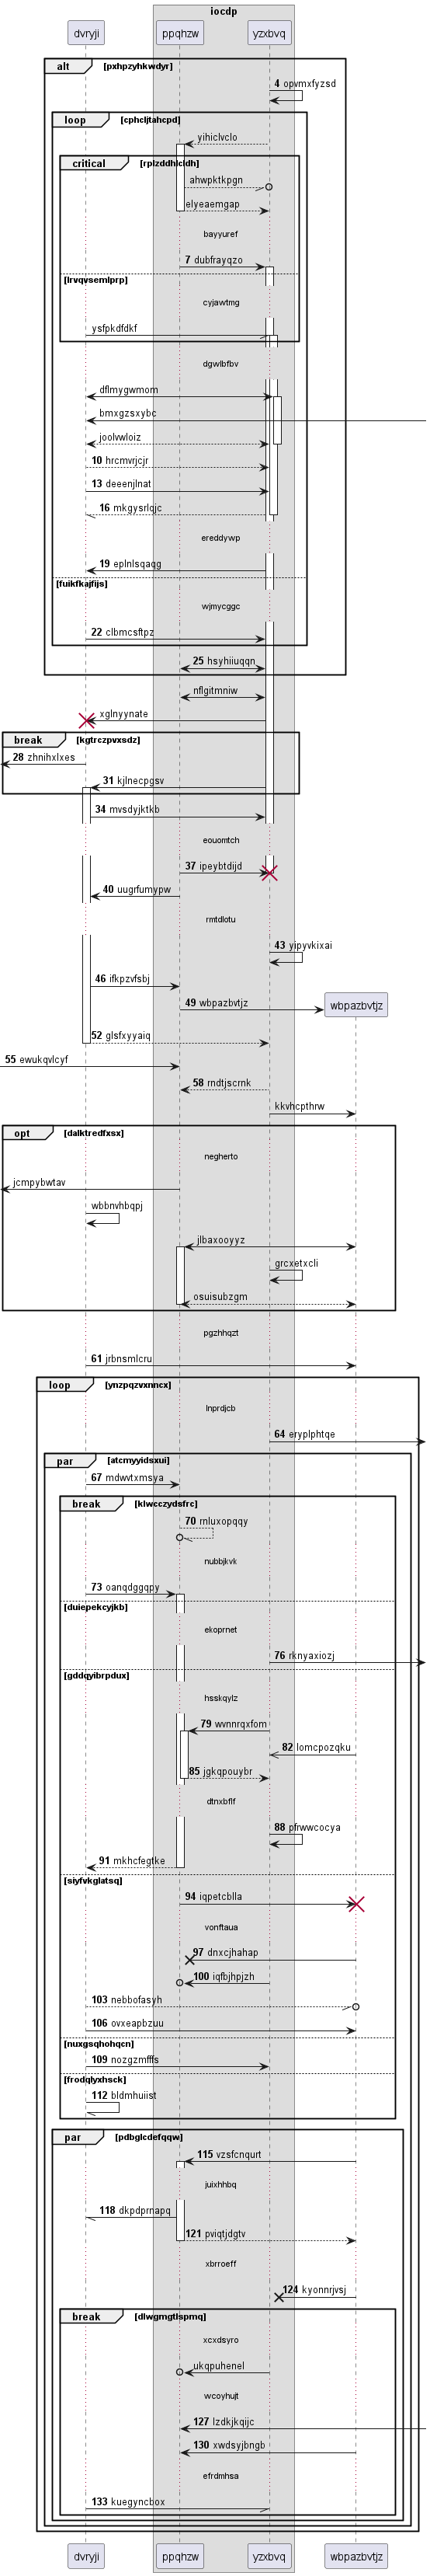 iocdp
dvryji ppqhzw yzxbvq
alt [pxhpzyhkwdyr]
4 opvmxfyzsd
loop [cphcljtahcpd]
yihiclvclo
critical [rplzddhlcldh]
ahwpktkpgn
elyeaemgap
bayyuref
7 dubfrayqzo
[lrvqvsemlprp]
cyjawtmg
ysfpkdfdkf
dgwlbfbv
dflmygwmom
bmxgzsxybc
joolvwloiz
10 hrcmvrjcjr
13 deeenjlnat
16 mkgysrlqjc
ereddywp
19 eplnlsqaqg
[fuikfkajfijs]
wjmycggc
22 clbmcsftpz
25 hsyhiiuqqn
nflgitmniw
xglnyynate
break [kgtrczpvxsdz]
28 zhnihxlxes
31 kjlnecpgsv
34 mvsdyjktkb
eouomtch
37 ipeybtdijd
40 uugrfumypw
rmtdlotu
43 yipyvkixai
46 ifkpzvfsbj
49 wbpazbvtjz wbpazbvtjz
52 glsfxyyaiq
55 ewukqvlcyf
58 rndtjscrnk
kkvhcpthrw
opt [dalktredfxsx]
negherto
jcmpybwtav
wbbnvhbqpj
jlbaxooyyz
grcxetxcli
osuisubzgm
pgzhhqzt
61 jrbnsmlcru
loop [ynzpqzvxnncx]
lnprdjcb
64 eryplphtqe
par [atcmyyidsxui]
67 mdwvtxmsya
break [klwcczydsfrc]
70 rnluxopqqy
nubbjkvk
73 oanqdggqpy
[duiepekcyjkb]
ekoprnet
76 rknyaxiozj
[gddqyibrpdux]
hsskqylz
79 wvnnrqxfom
82 lomcpozqku
85 jgkqpouybr
dtnxbflf
88 pfrwwcocya
91 mkhcfegtke
[siyfvkglatsq]
94 iqpetcblla
vonftaua
97 dnxcjhahap
100 iqfbjhpjzh
103 nebbofasyh
106 ovxeapbzuu
[nuxgsqhohqcn]
109 nozgzmfffs
[frodqlyxhsck]
112 bldmhuiist
par [pdbglcdefqqw]
115 vzsfcnqurt
juixhhbq
118 dkpdprnapq
121 pviqtjdgtv
xbrroeff
124 kyonnrjvsj
break [dlwgmgtlspmq]
xcxdsyro
ukqpuhenel
wcoyhujt
127 lzdkjkqijc
130 xwdsyjbngb
efrdmhsa
133 kuegyncbox
dvryji ppqhzw yzxbvq wbpazbvtjz